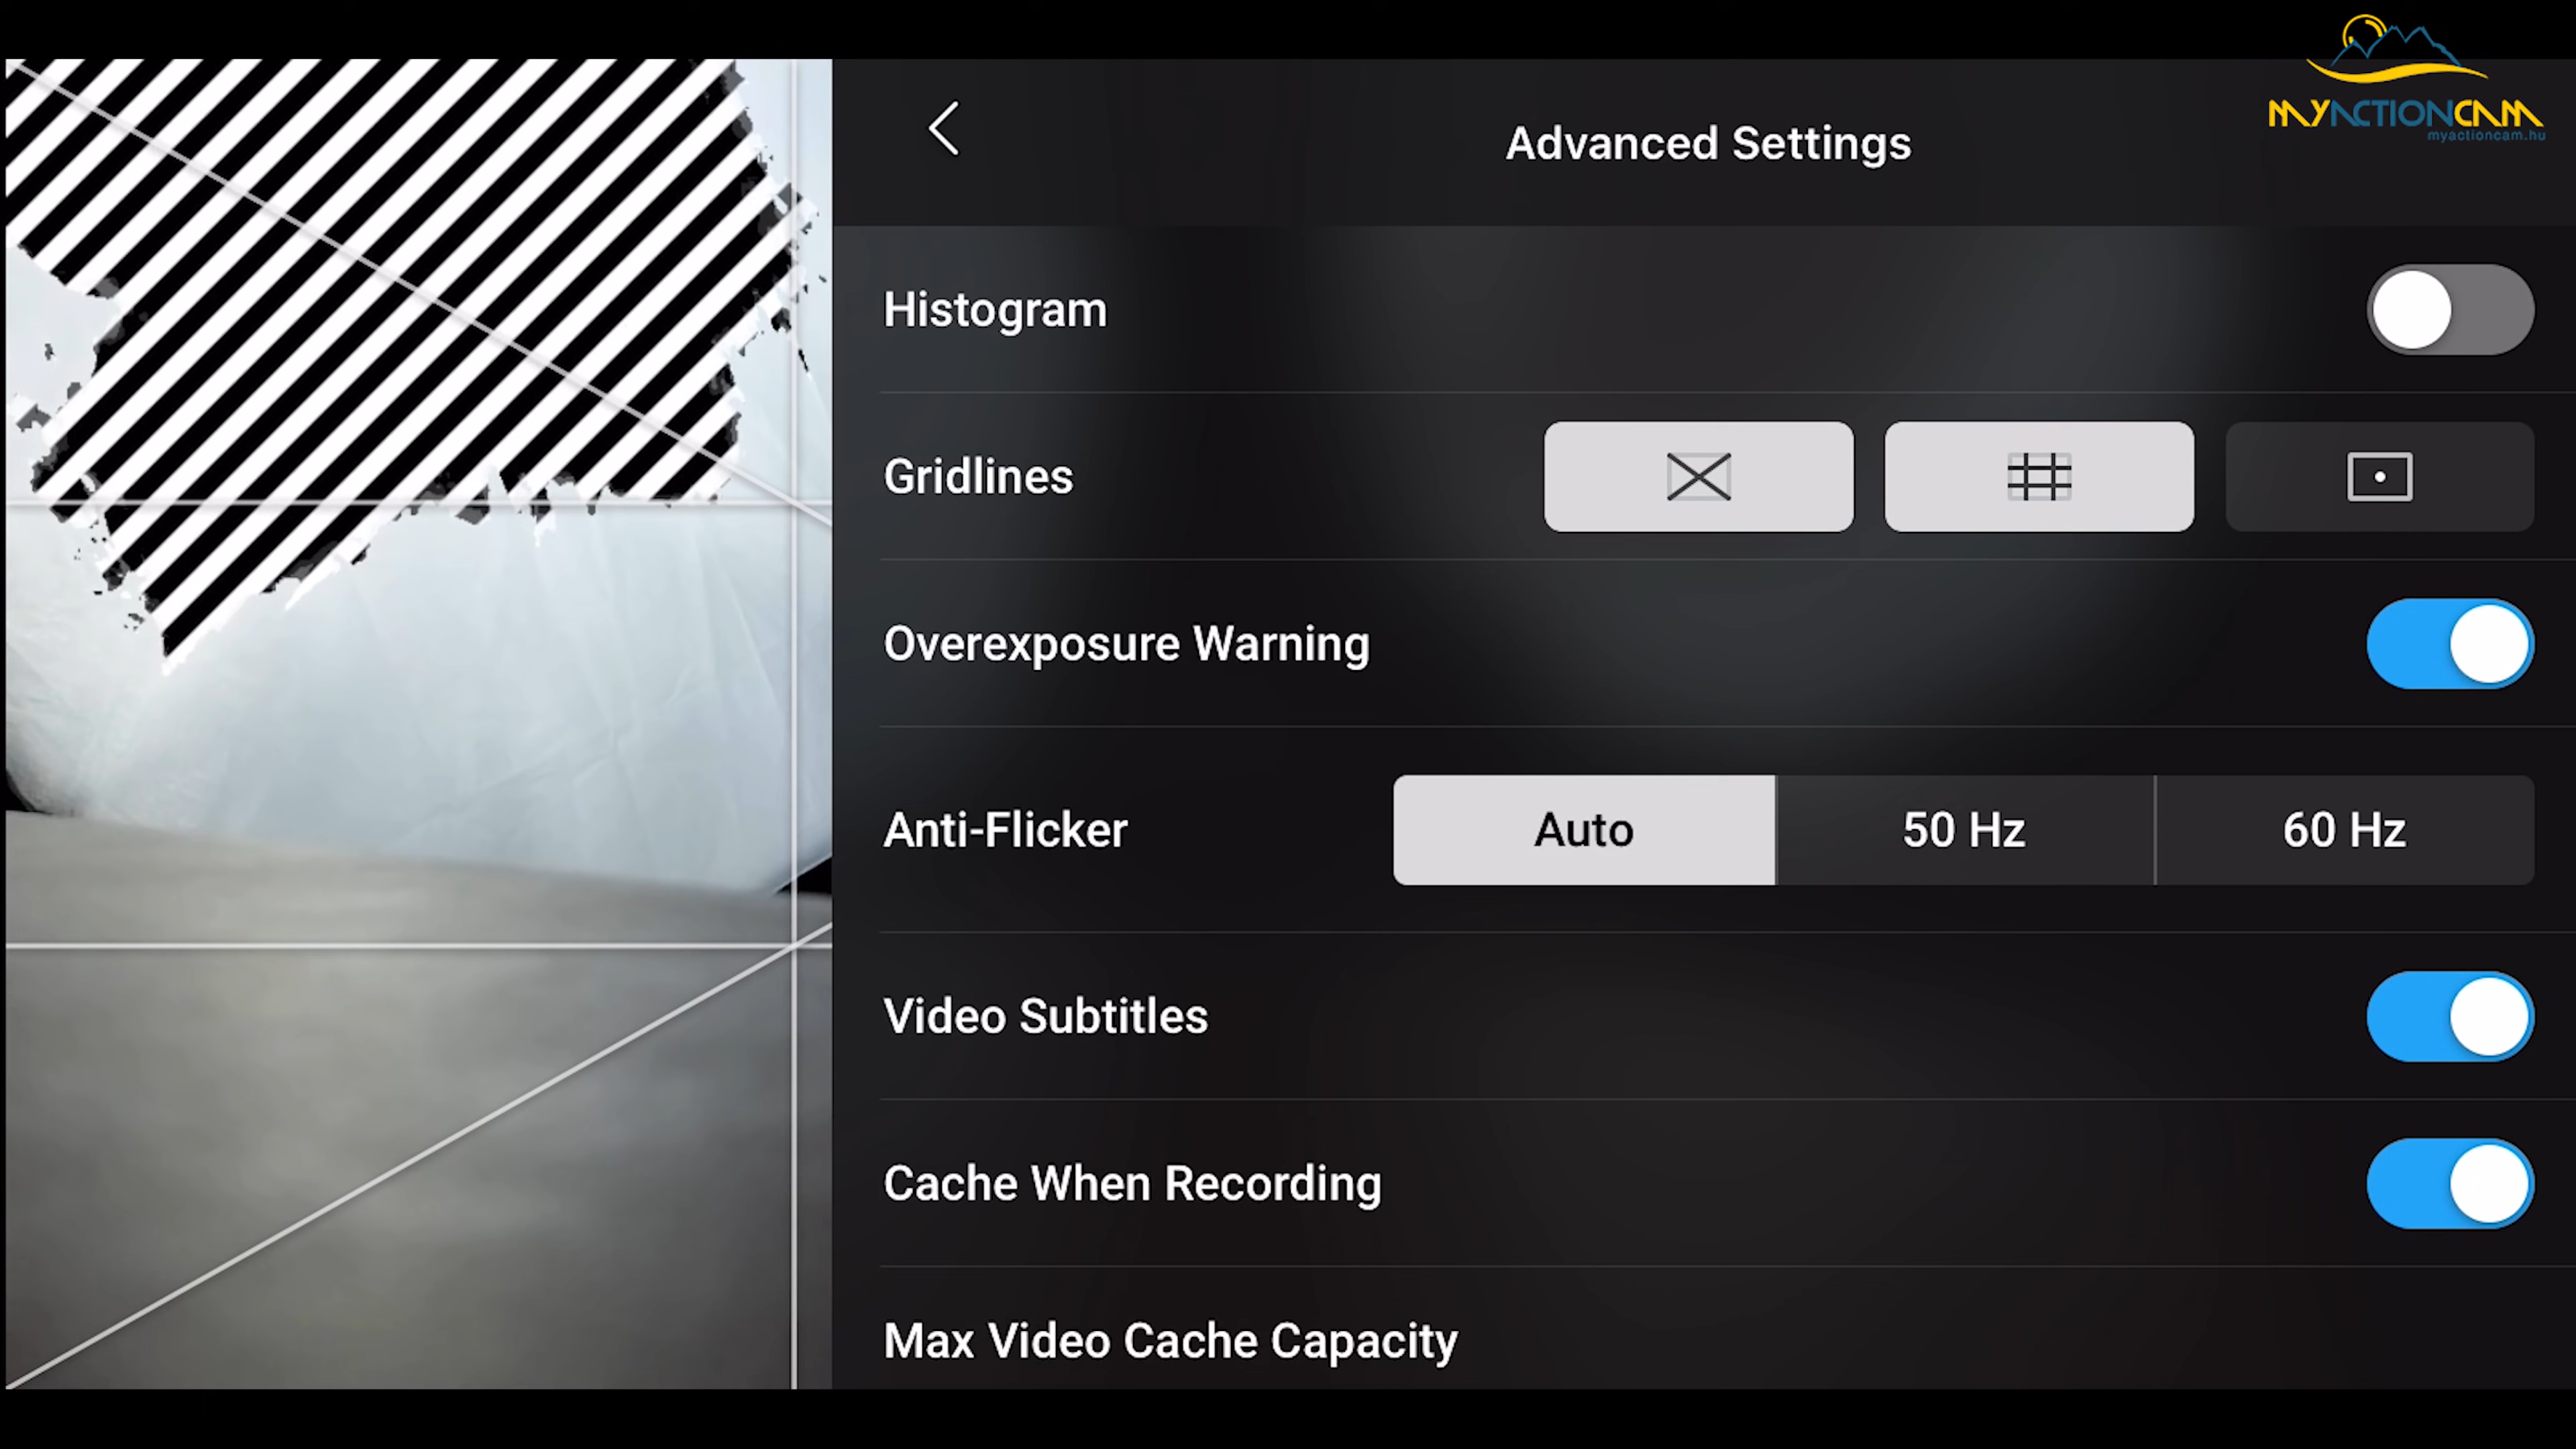 MYACTIONCAM
myactioncam.hu
Advanced Settings
Histogram
Gridlines
Overexposure Warning
Anti-Flicker
Auto
50 Hz
60 Hz
Video Subtitles
Cache When Recording
Max Video Cache Capacity